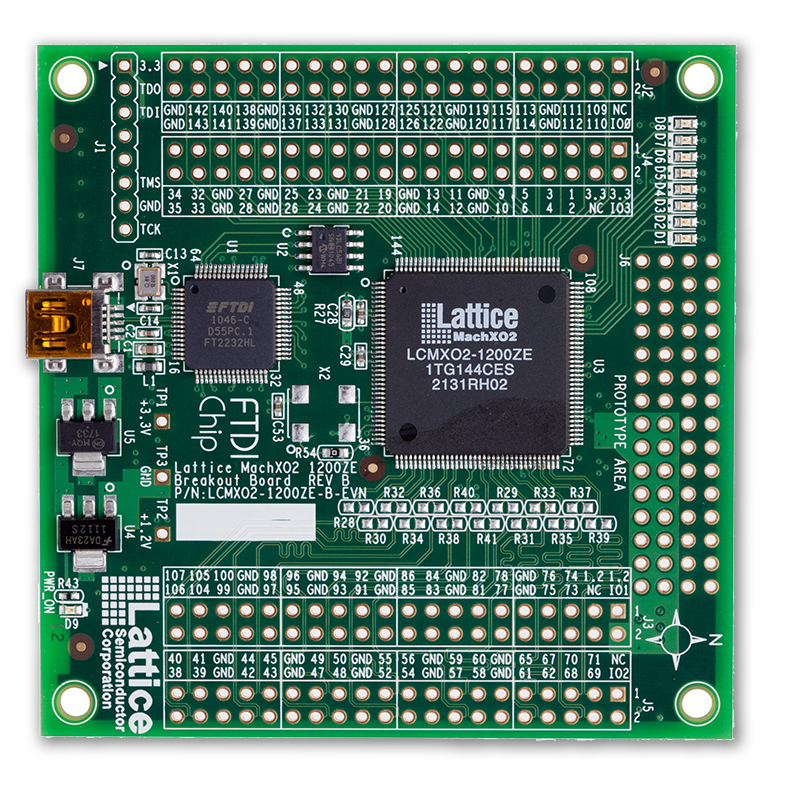 3.3
TDO
TDI
TMS
GND
TCK
J1
1
2
J2
GND 142 140 138 GND 136 132 130 GND 127 125 121 GND 119 115 113 GND 111 109 NC
GND 143 141 139 GND 137 133 131 GND 128 126 122 GND 120 117 114 GND 112 110 IO0
1
2
J4
34 32 GND 27 GND 25 23 GND 21 19 GND 13 11 GND 9 5 3 1 3.3 3.3
35 33 GND 28 GND 26 24 GND 22 20 GND 14 12 GND 10 6 4 2 NC IO3
D8 D7 D6 D5 D4 D3 D2 D1
J7
C13
X1
64
U1
U2
48
144
108
J6
C14
C2
C1
L1
16
32
FTDI
1046-C
D55PC.1
FT2232HL
C28
R27
C29
X2
C53
R54
36
72
U3
Lattice
MachXO2
LCMXO2-1200ZE
1TG144CES
2131RH02
PROTOTYPE AREA
TP1
+3.3V
TP3
GND
TP2
+1.2V
U5
MQY
1733
U4
DA23AH
1112S
FTDI
Chip
Lattice MachXO2 1200ZE
Breakout Board REV B
P/N:LCMXO2-1200ZE-B-EVN
R32 R36 R40 R29 R33 R37
R28
R30 R34 R38 R41 R31 R35 R39
PWR_ON
R43
D9
Lattice
Semiconductor
Corporation
107 105 100 GND 98 96 GND 94 92 GND 86 84 GND 82 78 GND 76 74 1.2 1.2
106 104 99 GND 97 95 GND 93 91 GND 85 83 GND 81 77 GND 75 73 NC IO1
1
2
J3
N
40 41 GND 44 45 GND 49 50 GND 55 56 GND 59 60 GND 65 67 70 71 NC
38 39 GND 42 43 GND 47 48 GND 52 54 GND 57 58 GND 61 62 68 69 IO2
1
2
J5